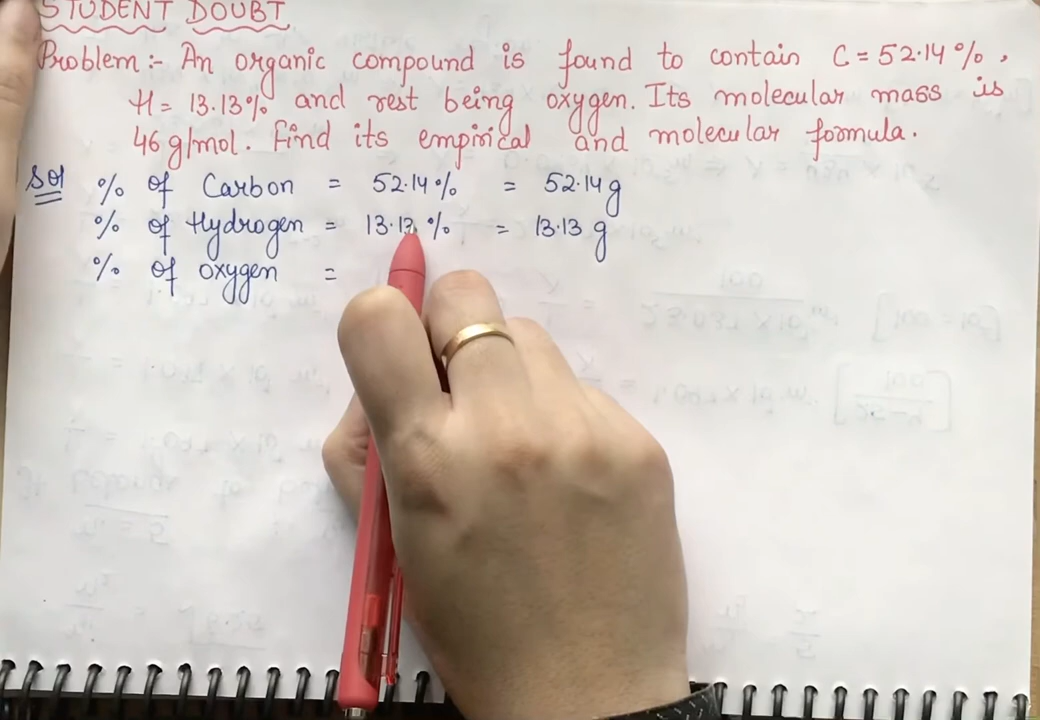 STUDENT DOUBT
Problem:- An organic compound is found to contain C = 52.14%,
H = 13.13% and rest being oxygen. Its molecular mass is
46 g/mol. Find its empirical and molecular formula.
Sol % of Carbon = 52.14% = 52.14g
% of Hydrogen = 13.13% = 13.13 g
% of oxygen =